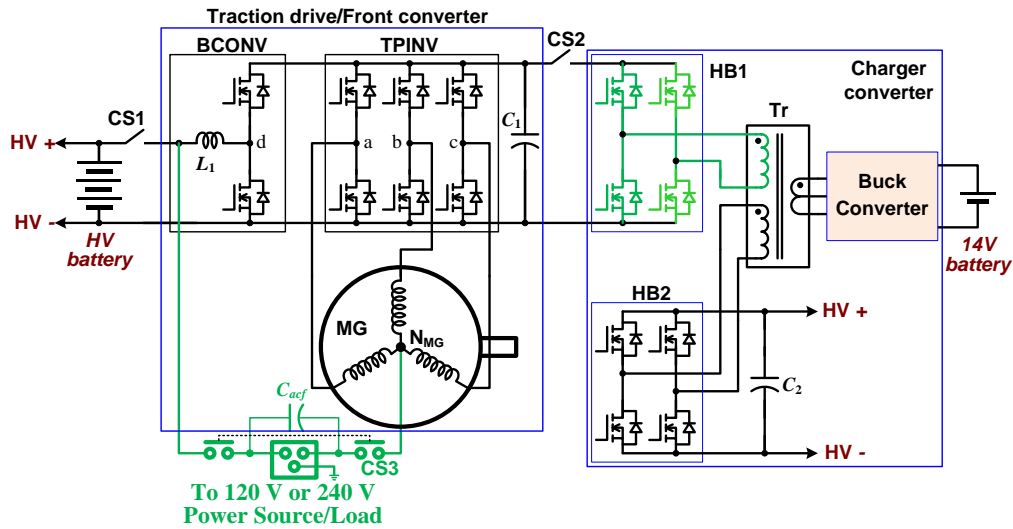 Traction drive/Front converter
BCONV
TPINV
CS2
HB1
Charger
converter
Tr
CS1
HV +
L1
d
a
b
c
C1
Buck
Converter
HV -
HV
battery
14V
battery
HB2
HV +
MG
NMG
C2
Cacf
HV -
CS3
To 120 V or 240 V
Power Source/Load